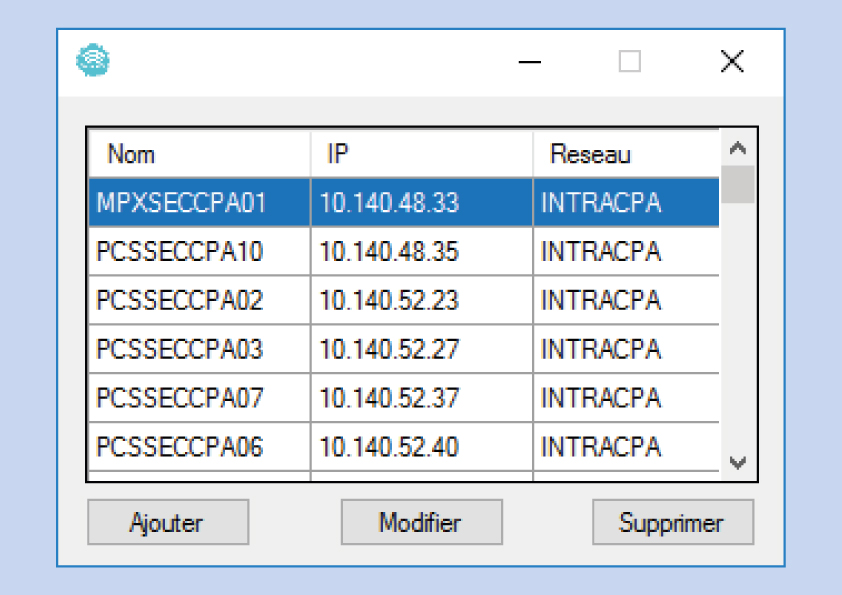 Nom IP Reseau
MPXSECCPA01 10.140.48.33 INTRACPA
PCSSECCPA10 10.140.48.35 INTRACPA
PCSSECCPA02 10.140.52.23 INTRACPA
PCSSECCPA03 10.140.52.27 INTRACPA
PCSSECCPA07 10.140.52.37 INTRACPA
PCSSECCPA06 10.140.52.40 INTRACPA
Ajouter Modifier Supprimer